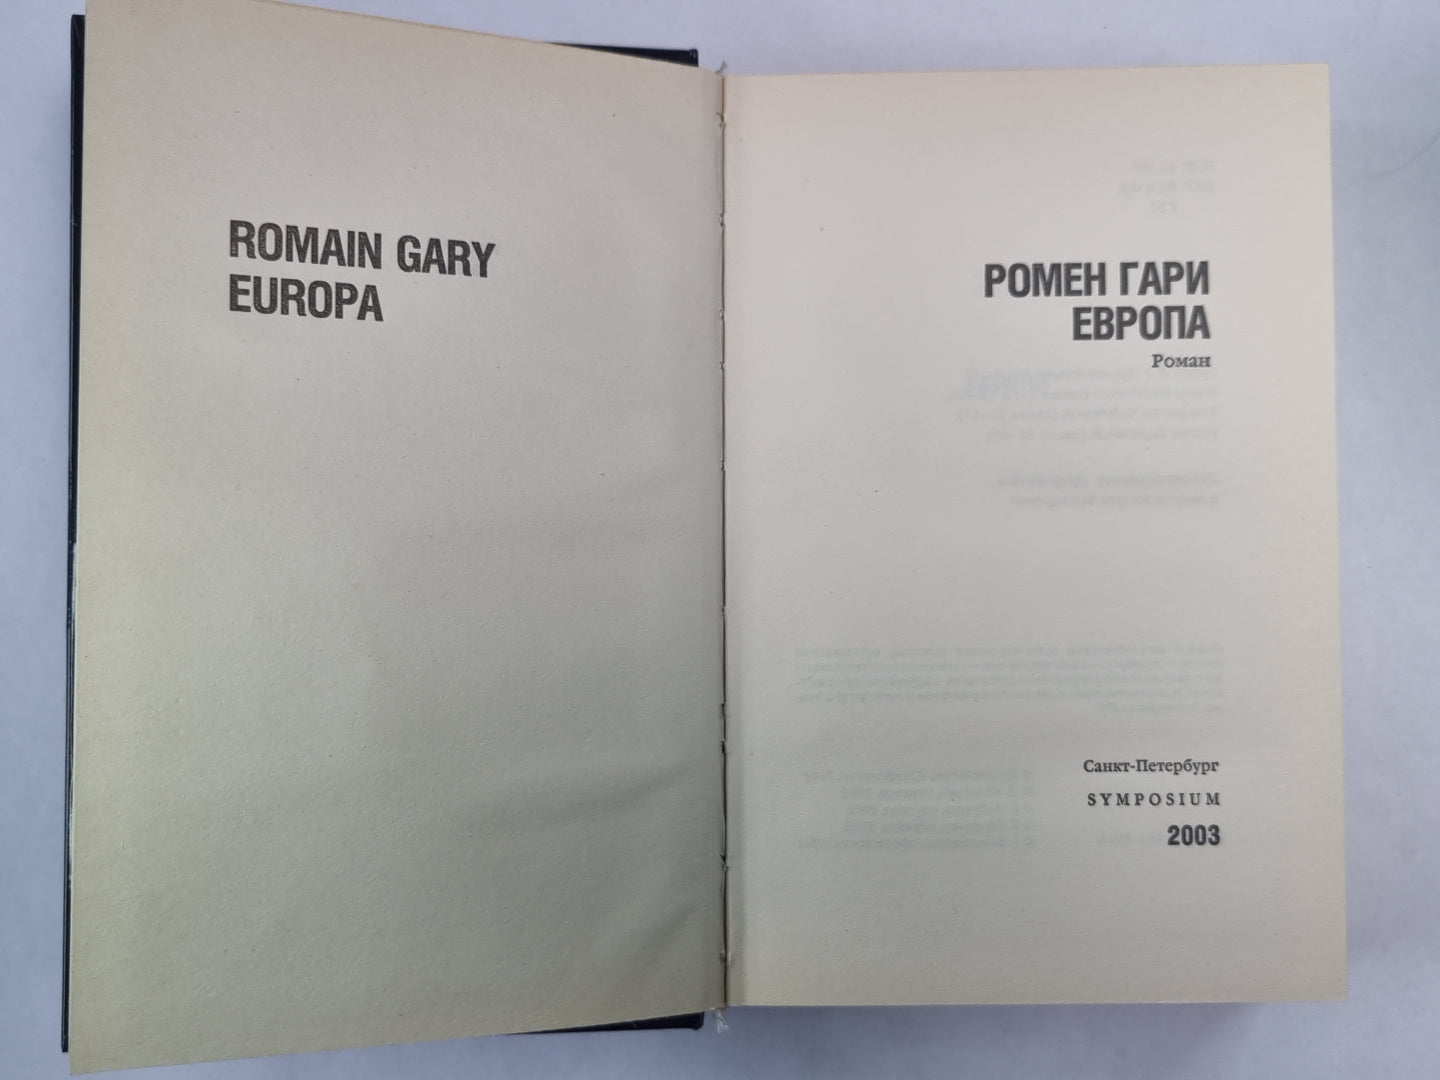 ROMAIN GARY
EUROPA
РОМЕН ГАРИ
ЕВРОПА
Роман
Санкт-Петербург
SYMPOSIUM
2003